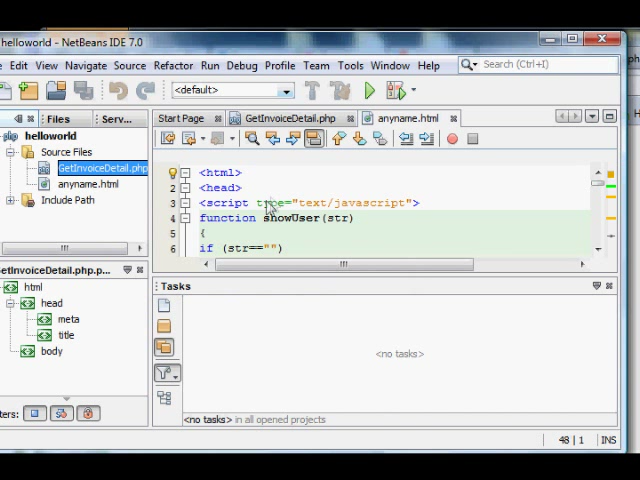 helloworld - NetBeans IDE 7.0
Edit View Navigate Source Refactor Run Debug Profile Team Tools Window Help
Search (Ctrl+I)
<default>
Files Serv... Start Page GetInvoiceDetail.php anyname.html
helloworld
Source Files
GetInvoiceDetail.php
anyname.html
Include Path
1 <html>
2 <head>
3 <script type="text/javascript">
4 function showUser(str)
5 {
6 if (str=="")
GetInvoiceDetail.php.p...
html
head
meta
title
body
Tasks
<no tasks>
<no tasks> in all opened projects
48 | 1 INS